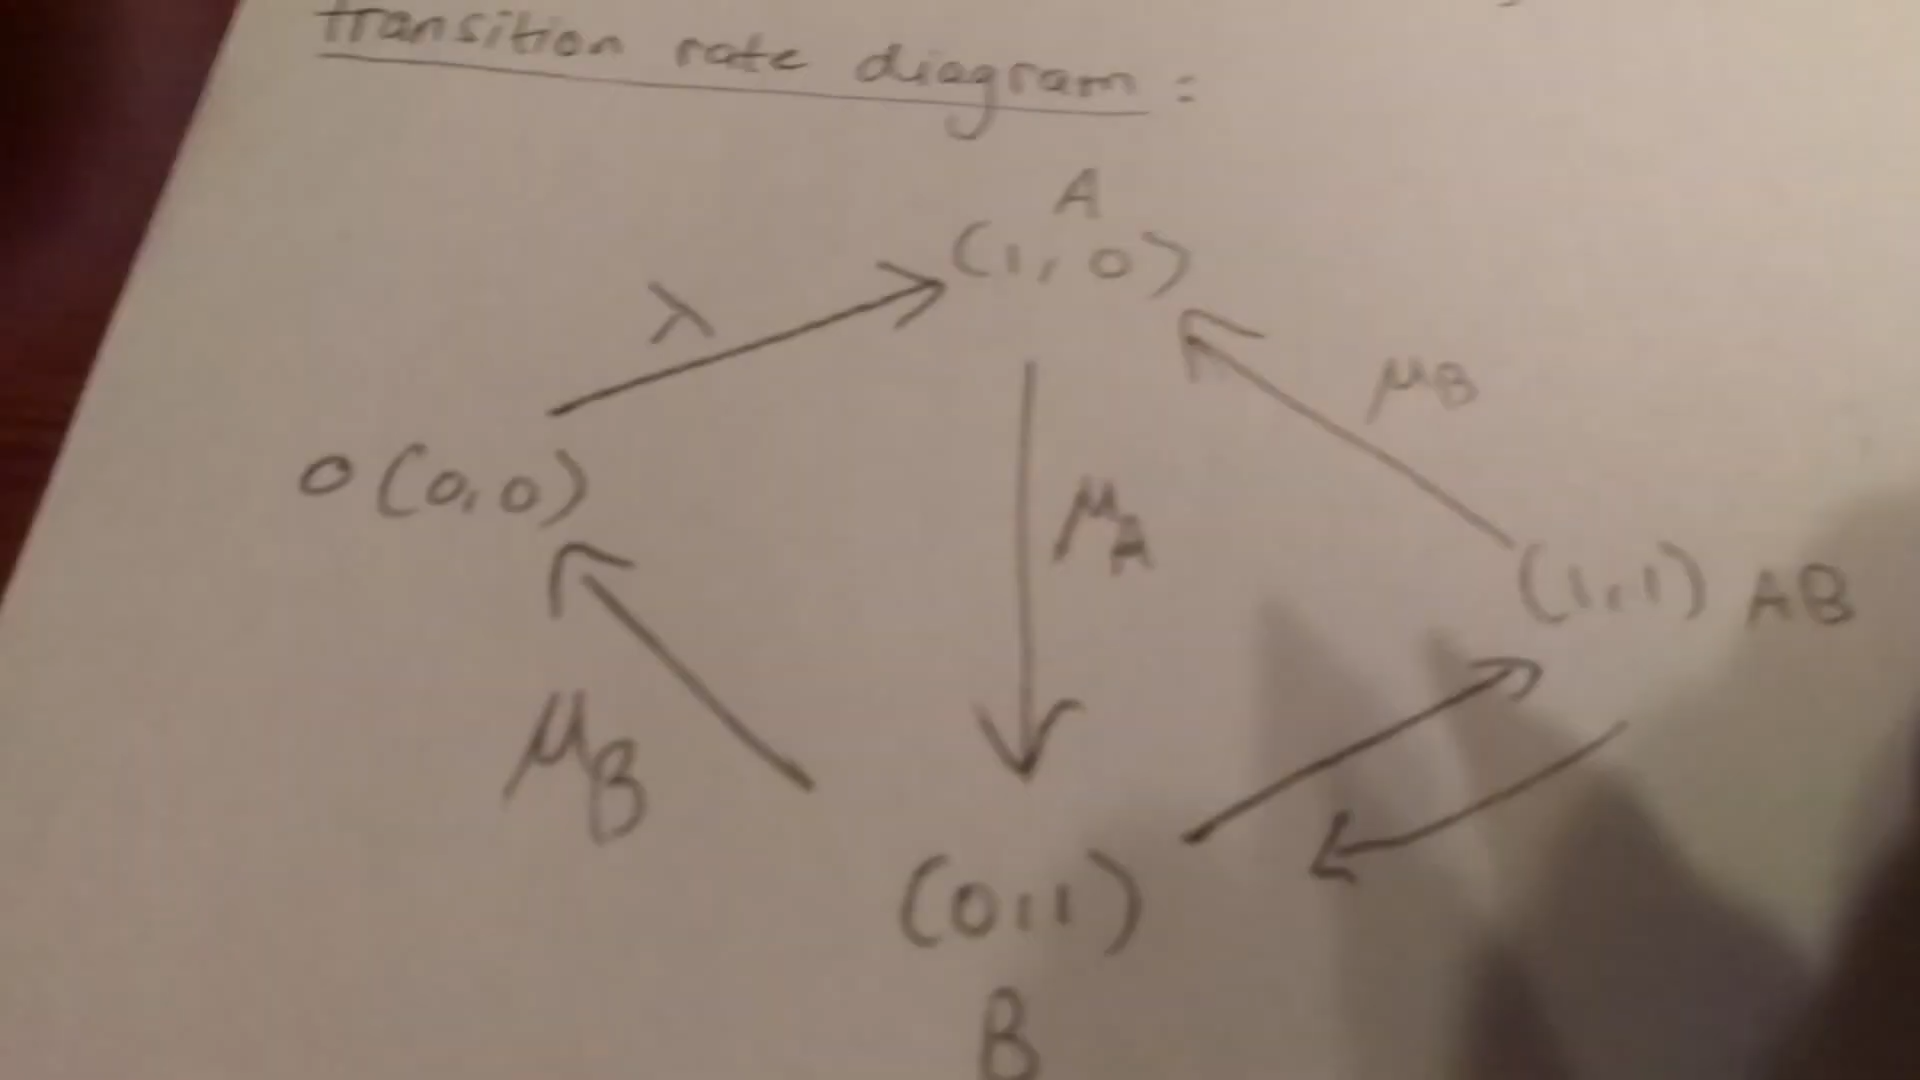 transition rate diagram:
A
(1,0)
λ
μB
0 (0,0)
μA
(1,1) AB
μB
(0,1)
B